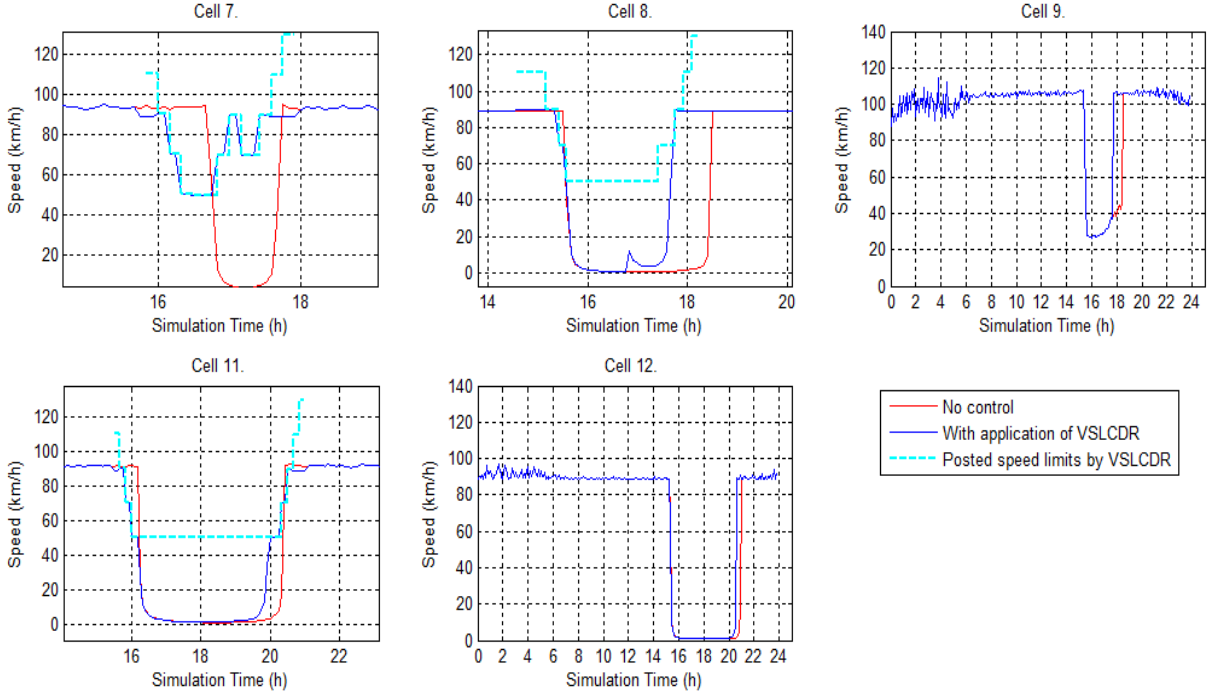 Cell 7.
120
100
80
60
40
20
16
18
Speed (km/h)
Simulation Time (h)
Cell 8.
120
100
80
60
40
20
0
14
16
18
20
Speed (km/h)
Simulation Time (h)
Cell 9.
140
120
100
80
60
40
20
0
0 2 4 6 8 10 12 14 16 18 20 22 24
Speed (km/h)
Simulation Time (h)
Cell 11.
120
100
80
60
40
20
0
16
18
20
22
Speed (km/h)
Simulation Time (h)
Cell 12.
140
120
100
80
60
40
20
0
0 2 4 6 8 10 12 14 16 18 20 22 24
Speed (km/h)
Simulation Time (h)
No control
With application of VSLCDR
Posted speed limits by VSLCDR